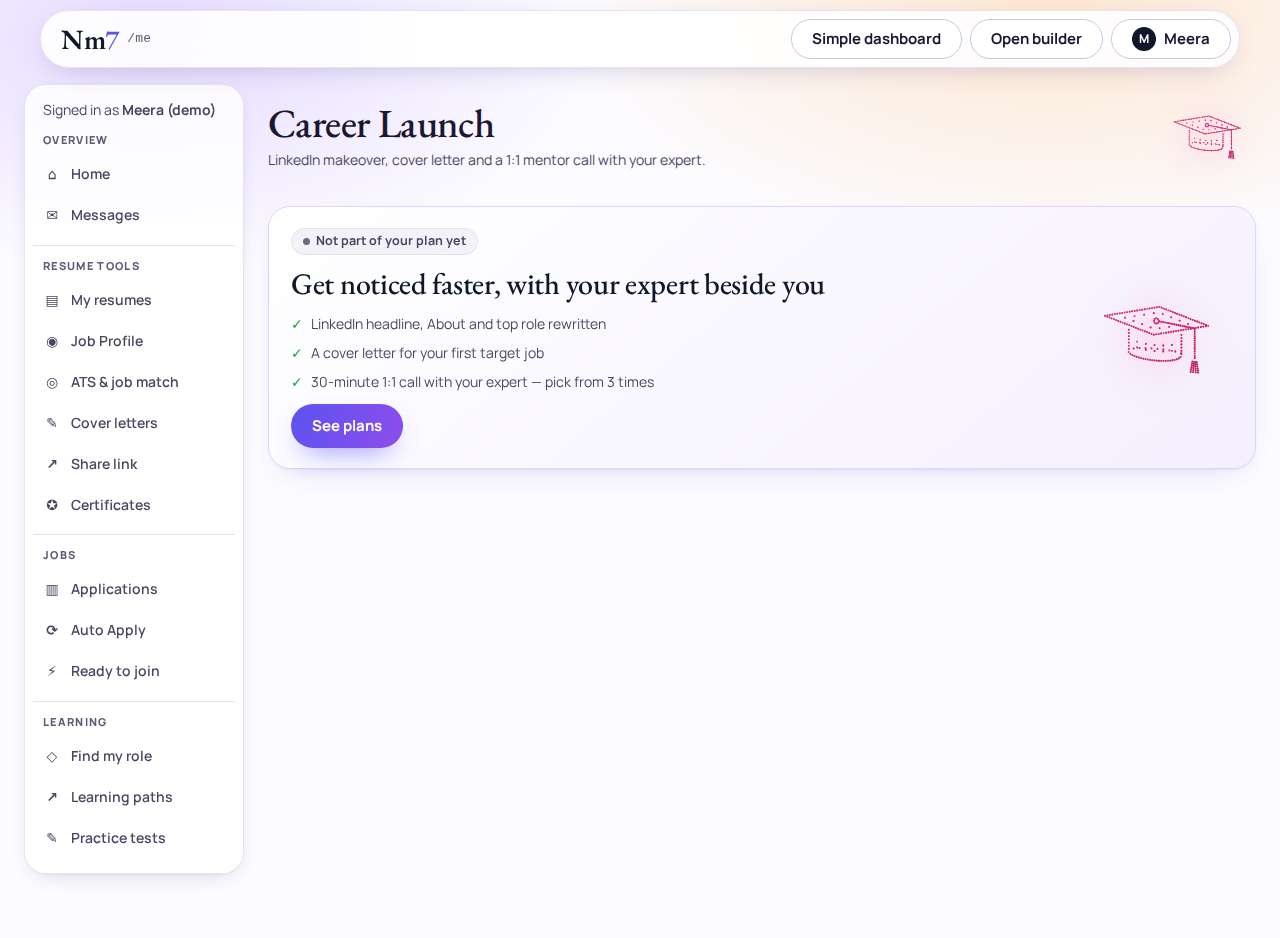 Nm7 /me
Simple dashboard
Open builder
M Meera
Signed in as Meera (demo)
OVERVIEW
Home
Messages
RESUME TOOLS
My resumes
Job Profile
ATS & job match
Cover letters
Share link
Certificates
JOBS
Applications
Auto Apply
Ready to join
LEARNING
Find my role
Learning paths
Practice tests
Career Launch
LinkedIn makeover, cover letter and a 1:1 mentor call with your expert.
Not part of your plan yet
Get noticed faster, with your expert beside you
✓ LinkedIn headline, About and top role rewritten
✓ A cover letter for your first target job
✓ 30-minute 1:1 call with your expert — pick from 3 times
See plans